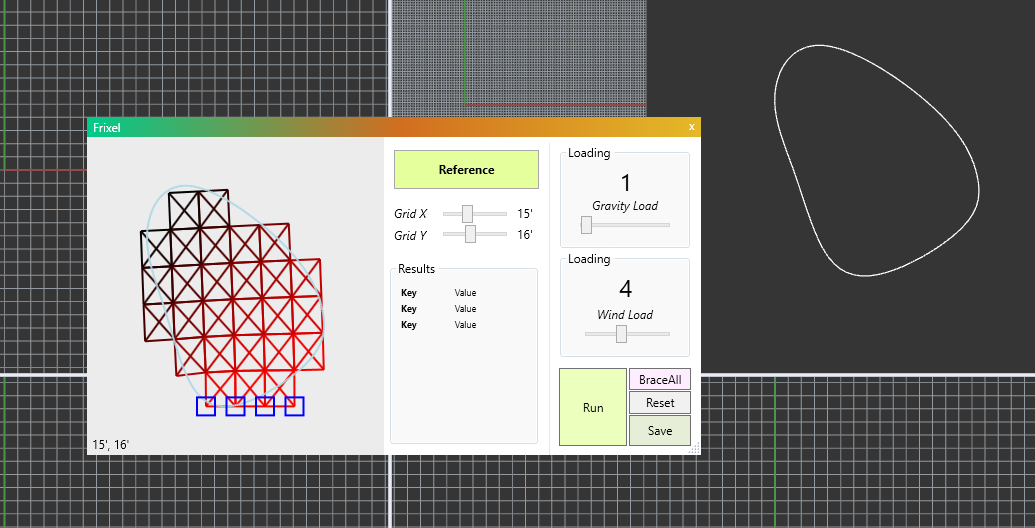 Frixel
x
Reference
Grid X 15'
Grid Y 16'
Results
Key Value
Key Value
Key Value
Loading
1
Gravity Load
Loading
4
Wind Load
Run
BraceAll
Reset
Save
15', 16'